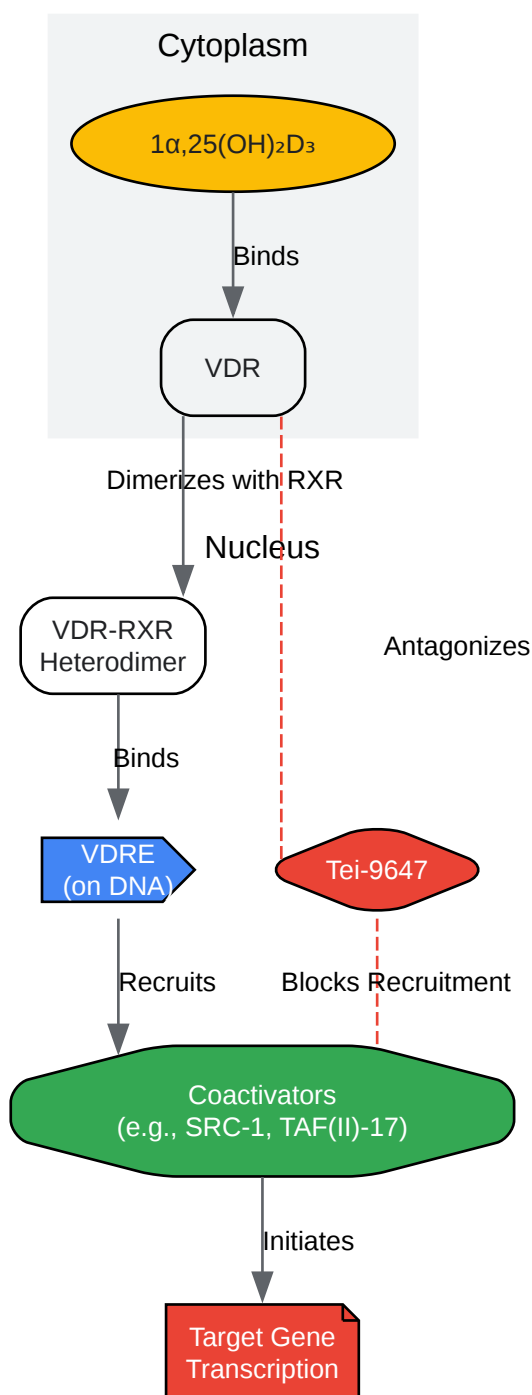 Cytoplasm
1α,25(OH)₂D₃
Binds
VDR
Dimerizes with RXR
Nucleus
VDR-RXR
Heterodimer
Antagonizes
Binds
VDRE
(on DNA)
Tei-9647
Recruits
Blocks Recruitment
Coactivators
(e.g., SRC-1, TAF(II)-17)
Initiates
Target Gene
Transcription